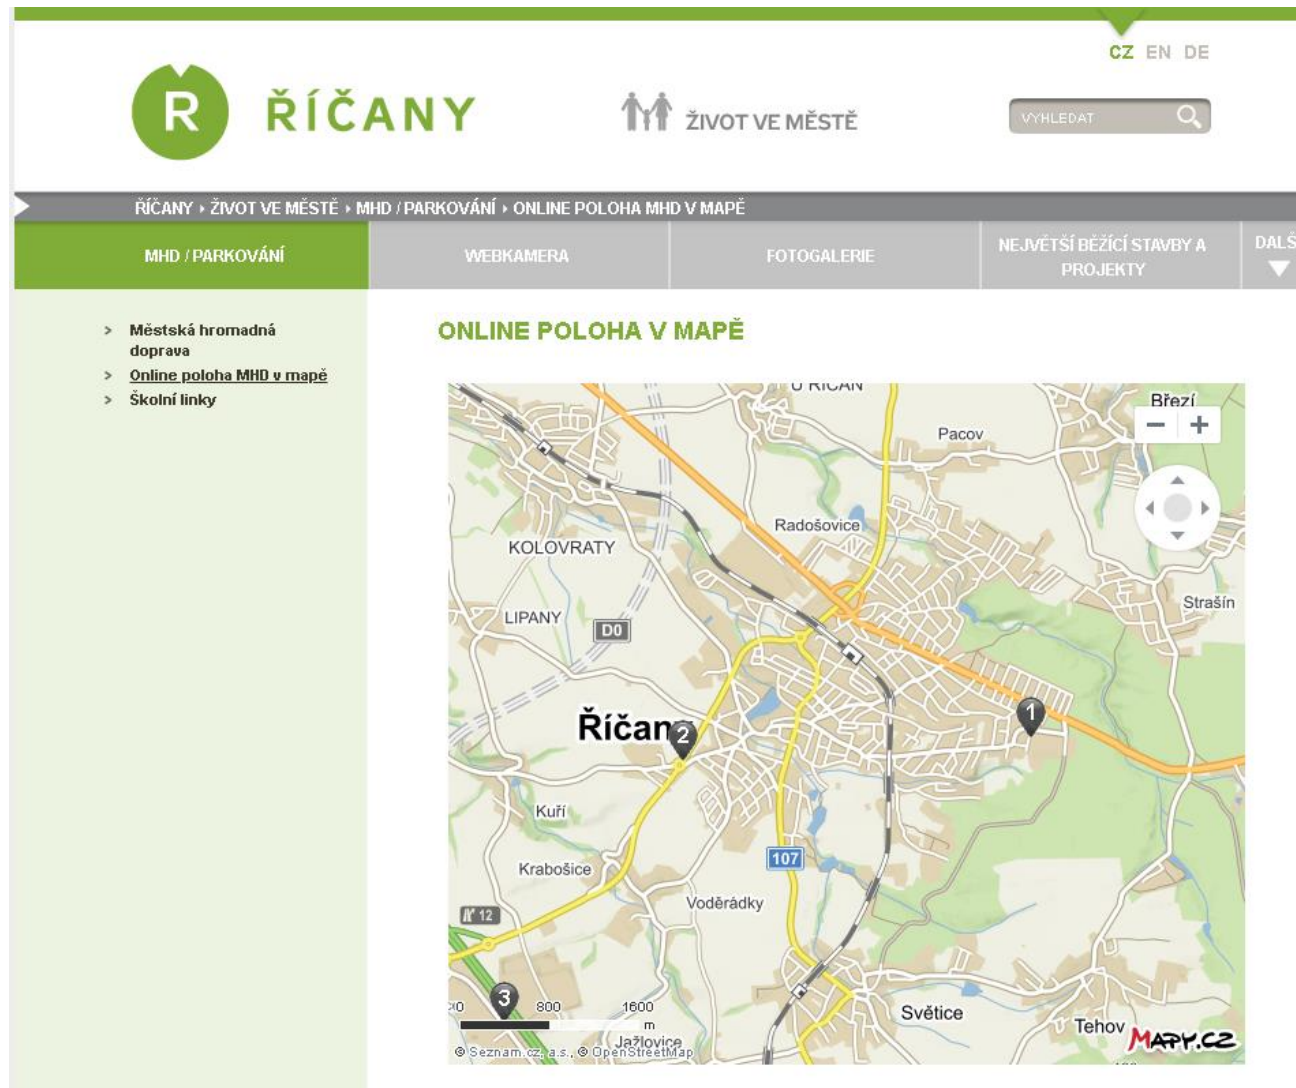 CZ EN DE
Ř ŘÍČANY
ŽIVOT VE MĚSTĚ
VYHLEDAT
ŘÍČANY › ŽIVOT VE MĚSTĚ › MHD / PARKOVÁNÍ › ONLINE POLOHA MHD V MAPĚ
MHD / PARKOVÁNÍ
WEBKAMERA
FOTOGALERIE
NEJVĚTŠÍ BĚŽÍCÍ STAVBY A
PROJEKTY
DALŠ
> Městská hromadná
doprava
> Online poloha MHD v mapě
> Školní linky
ONLINE POLOHA V MAPĚ
U ŘÍČAN
Březí
− +
Pacov
Radošovice
KOLOVRATY
Strašín
LIPANY
D0
1
Říčan
2
Kuří
107
Krabošice
Voděrádky
12
3
800 1600
m
Světice
Tehov
Jažlovice
Mapy.cz
© Seznam.cz, a.s., © OpenStreetMap